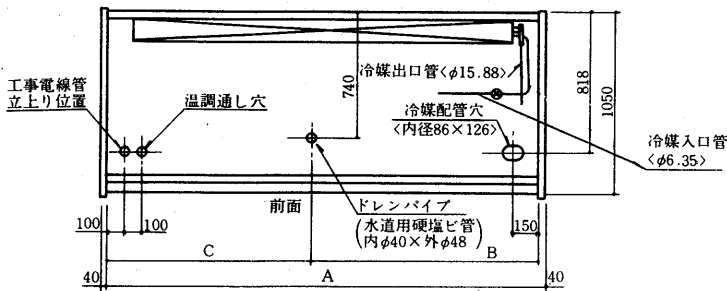 冷媒出口管<φ15.88>
工事電線管
立上り位置
温調通し穴
740
冷媒配管穴
<内径86×126>
818
1050
冷媒入口管
<φ6.35>
前面
ドレンパイプ
(水道用硬塩ビ管
内φ40×外φ48)
100
100
150
C
B
40
A
40